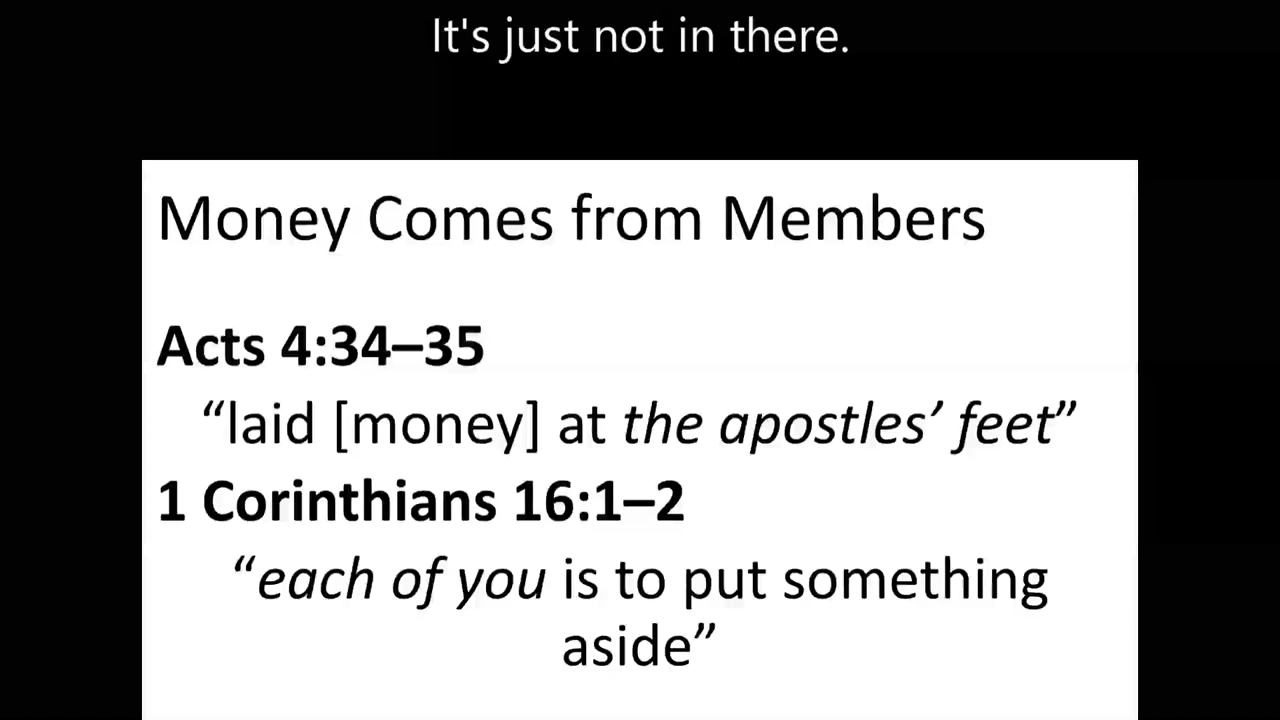 It's just not in there.
Money Comes from Members
Acts 4:34–35
“laid [money] at the apostles’ feet”
1 Corinthians 16:1–2
“each of you is to put something
aside”